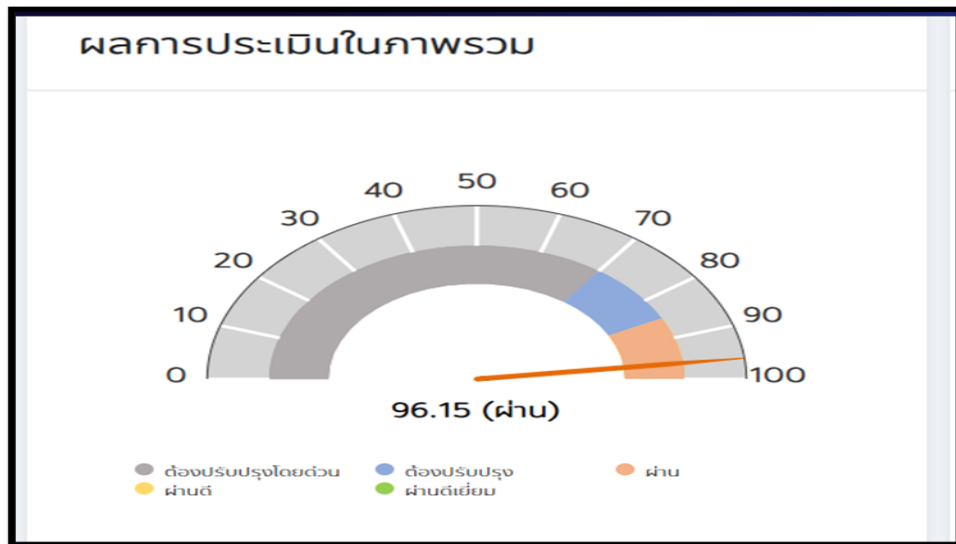 ผลการประเมินในภาพรวม
50
40 60
30 70
20 80
10 90
0 100
96.15 (ผ่าน)
ต้องปรับปรุงโดยด่วน ต้องปรับปรุง ผ่าน
ผ่านดี ผ่านดีเยี่ยม